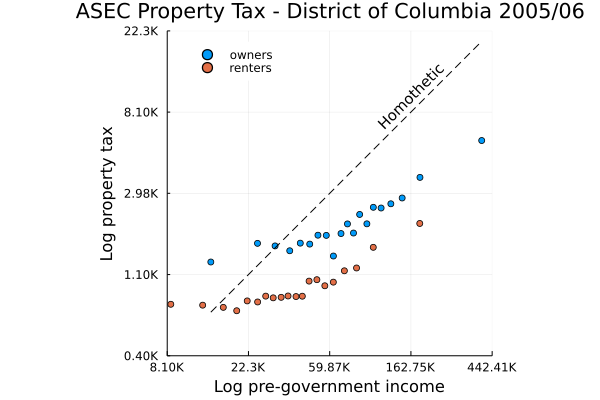 ASEC Property Tax - District of Columbia 2005/06
22.3K
owners
renters
Homothetic
8.10K
Log property tax
2.98K
1.10K
0.40K
8.10K 22.3K 59.87K 162.75K 442.41K
Log pre-government income